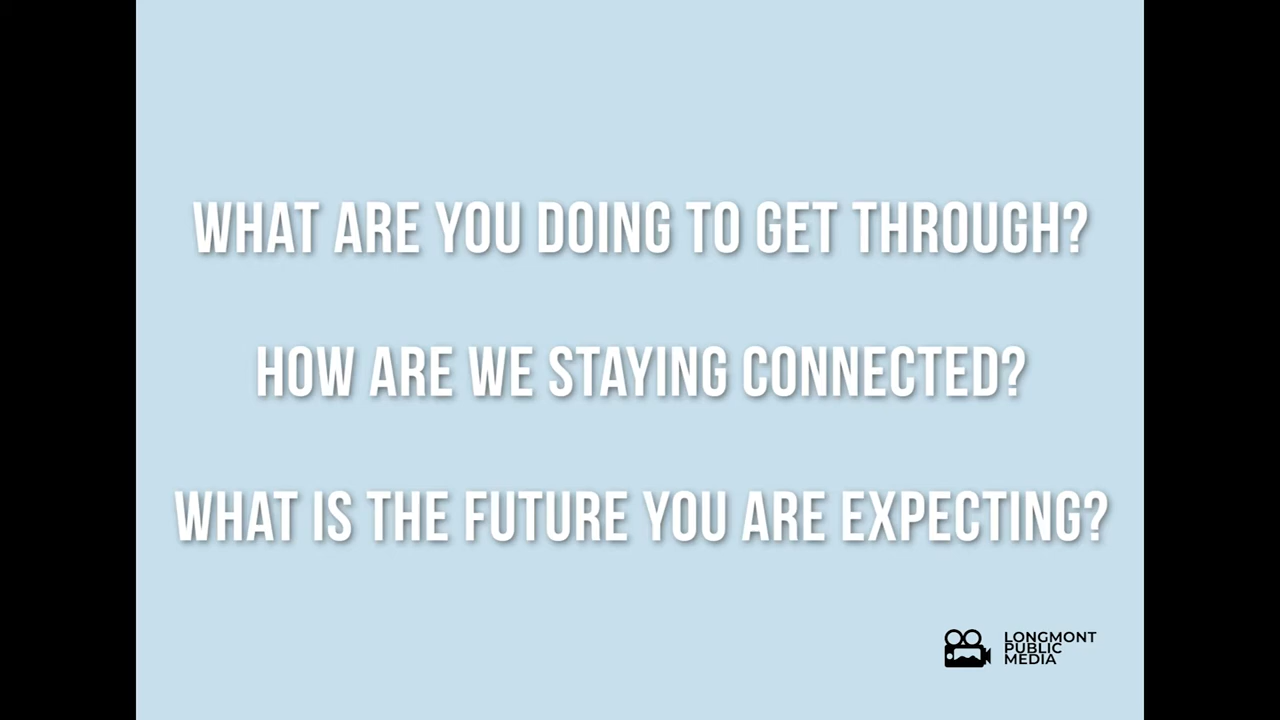 WHAT ARE YOU DOING TO GET THROUGH?
HOW ARE WE STAYING CONNECTED?
WHAT IS THE FUTURE YOU ARE EXPECTING?
LONGMONT
PUBLIC
MEDIA